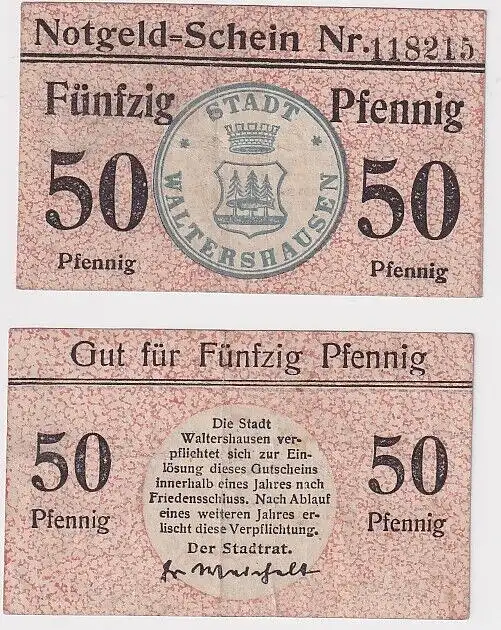 Notgeld=Schein Nr. 118215
Fünfzig Pfennig
STADT
* WALTERSHAUSEN *
50 50
Pfennig Pfennig
Gut für Fünfzig Pfennig
50 50
Pfennig Pfennig
Die Stadt
Waltershausen ver-
pflichtet sich zur Ein-
lösung dieses Gutscheins
innerhalb eines Jahres nach
Friedensschluss. Nach Ablauf
eines weiteren Jahres er-
lischt diese Verpflichtung.
Der Stadtrat.